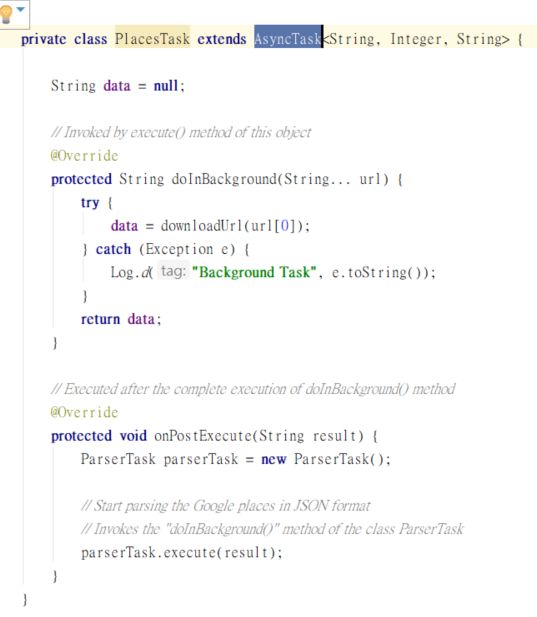 private class PlacesTask extends AsyncTask<String, Integer, String> {
String data = null;
// Invoked by execute() method of this object
@Override
protected String doInBackground(String... url) {
try {
data = downloadUrl(url[0]);
} catch (Exception e) {
Log.d( tag: "Background Task", e.toString());
}
return data;
}
// Executed after the complete execution of doInBackground() method
@Override
protected void onPostExecute(String result) {
ParserTask parserTask = new ParserTask();
// Start parsing the Google places in JSON format
// Invokes the "doInBackground()" method of the class ParserTask
parserTask.execute(result);
}
}